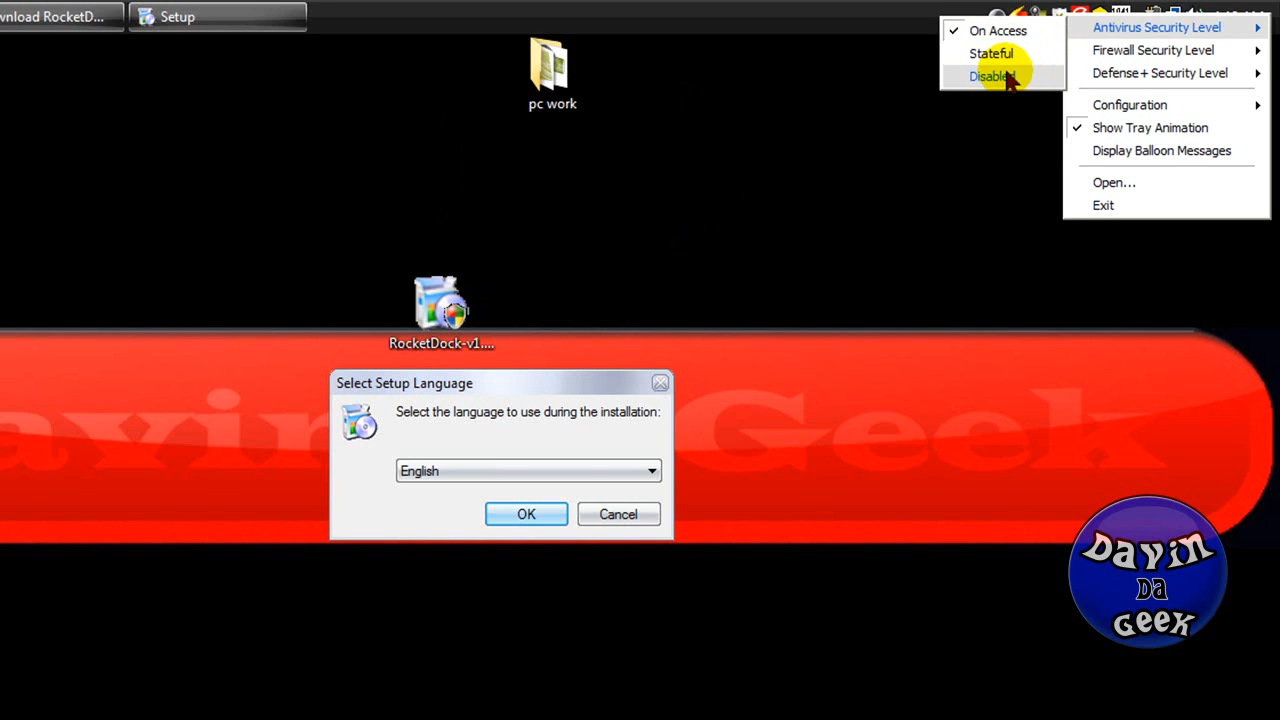 wnload RocketD...
Setup
pc work
On Access
Stateful
Disabled
Antivirus Security Level
Firewall Security Level
Defense+ Security Level
Configuration
Show Tray Animation
Display Balloon Messages
Open...
Exit
RocketDock-v1....
Select Setup Language
Select the language to use during the installation:
English
OK
Cancel
Geek
Dayin
Da
Geek